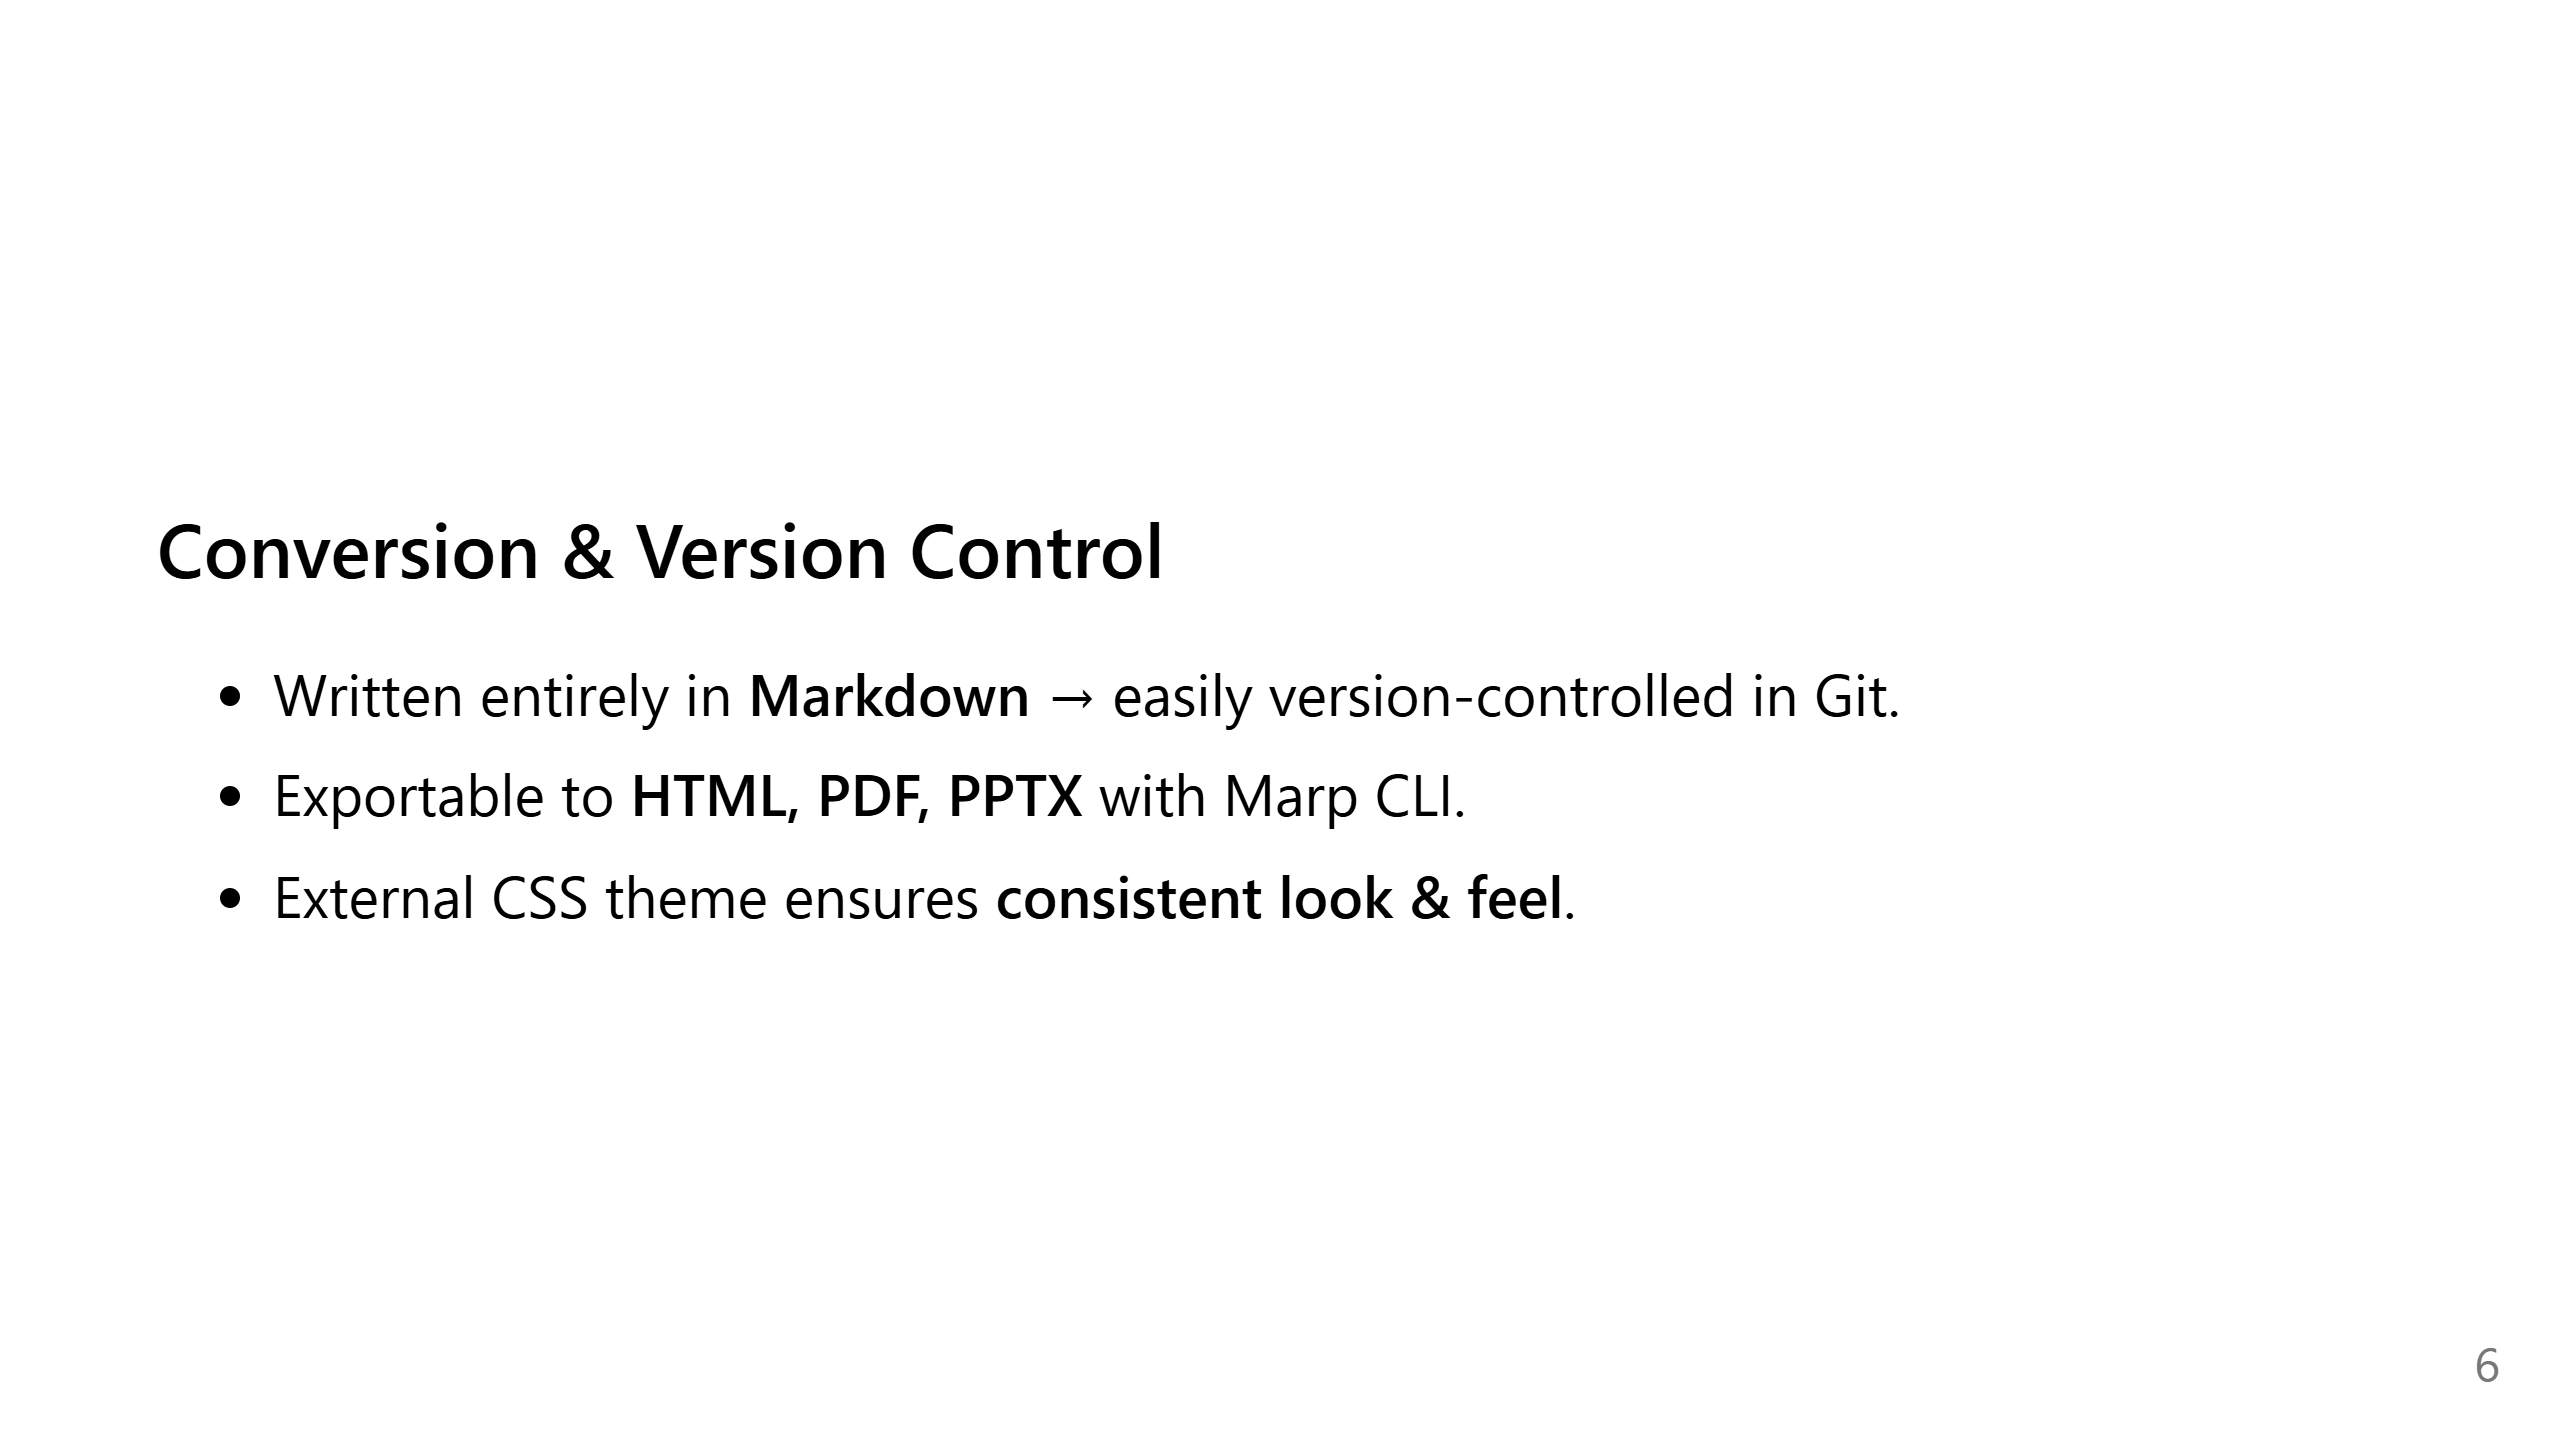 Conversion & Version Control
• Written entirely in Markdown → easily version-controlled in Git.
• Exportable to HTML, PDF, PPTX with Marp CLI.
• External CSS theme ensures consistent look & feel.
6